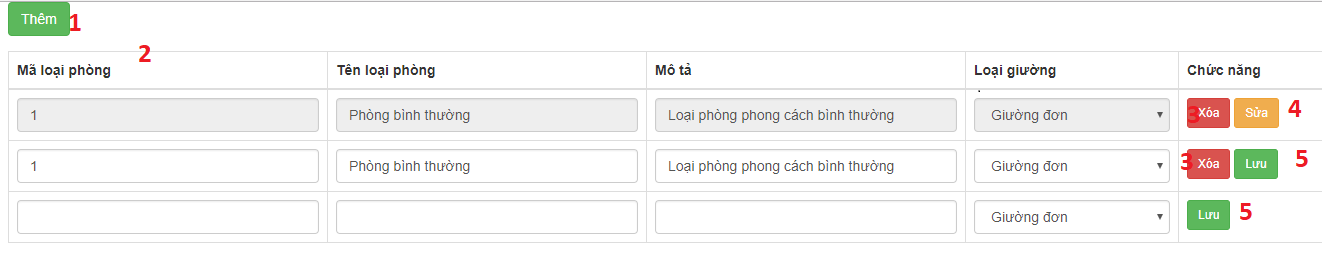 Thêm 1
2
Mã loại phòng Tên loại phòng Mô tả Loại giường Chức năng
1 Phòng bình thường Loại phòng phong cách bình thường Giường đơn 3 Xóa Sửa 4
1 Phòng bình thường Loại phòng phong cách bình thường Giường đơn 3 Xóa Lưu 5
Giường đơn Lưu 5